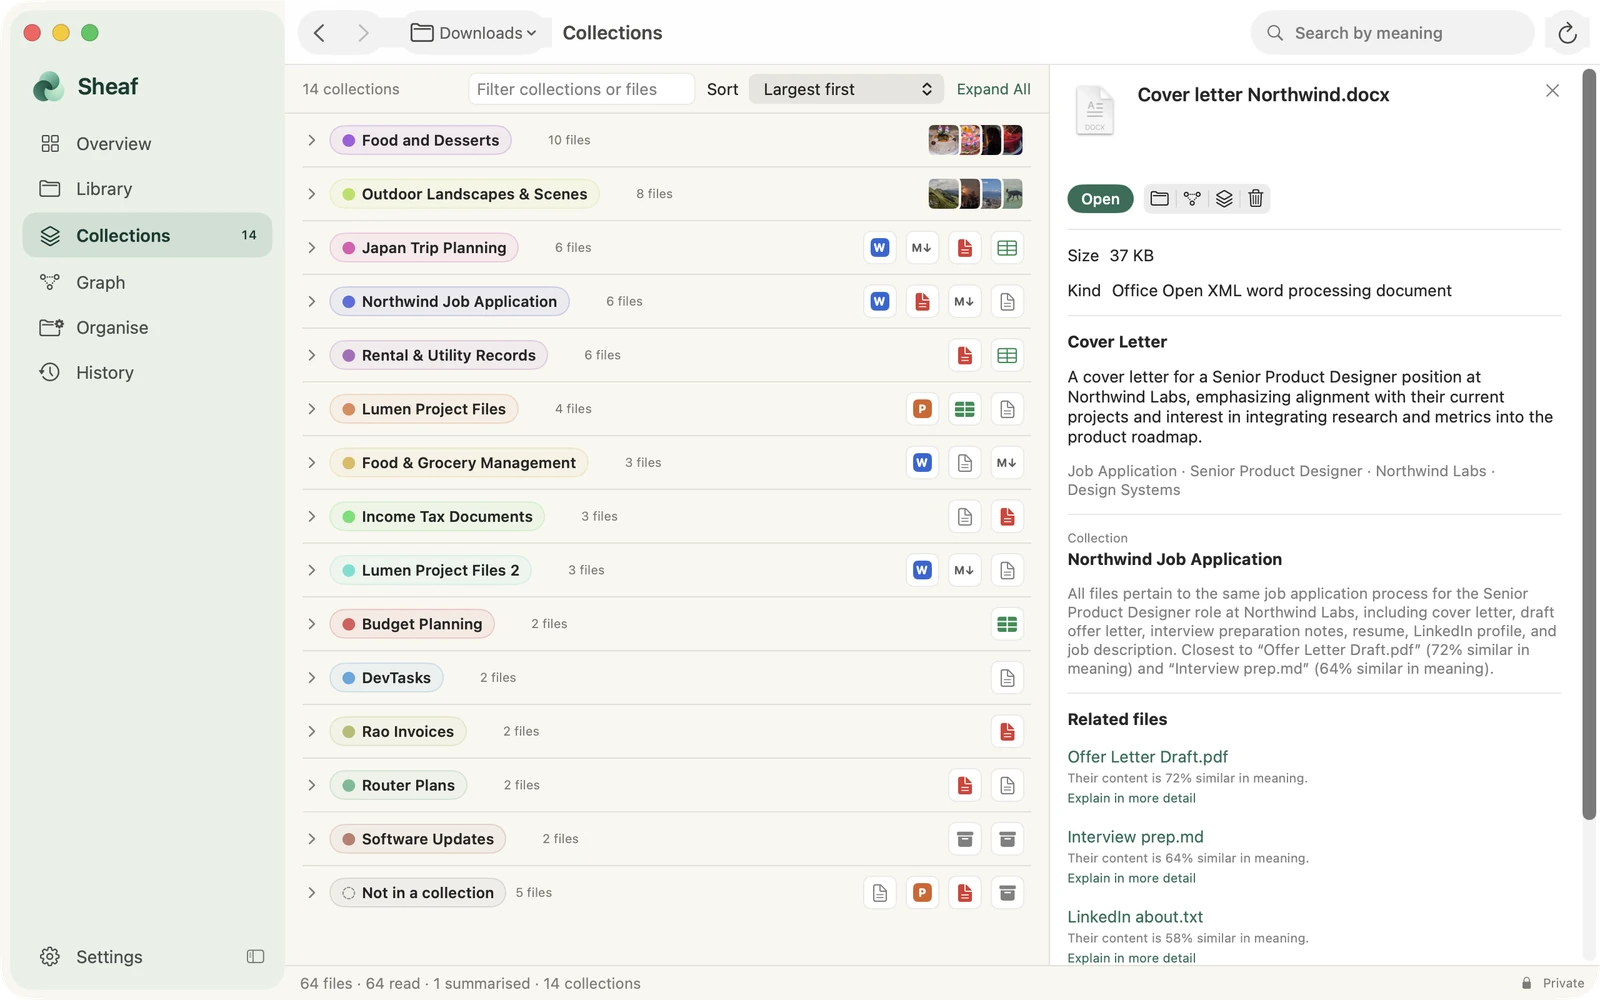 Sheaf
Overview
Library
Collections 14
Graph
Organise
History
Settings
Downloads
Collections
Search by meaning
14 collections
Filter collections or files
Sort
Largest first
Expand All
Food and Desserts 10 files
Outdoor Landscapes & Scenes 8 files
Japan Trip Planning 6 files W M↓
Northwind Job Application 6 files W M↓
Rental & Utility Records 6 files
Lumen Project Files 4 files P
Food & Grocery Management 3 files W M↓
Income Tax Documents 3 files
Lumen Project Files 2 3 files W M↓
Budget Planning 2 files
DevTasks 2 files
Rao Invoices 2 files
Router Plans 2 files
Software Updates 2 files
Not in a collection 5 files P
64 files · 64 read · 1 summarised · 14 collections
DOCX
Cover letter Northwind.docx
Open
Size 37 KB
Kind Office Open XML word processing document
Cover Letter
A cover letter for a Senior Product Designer position at
Northwind Labs, emphasizing alignment with their current
projects and interest in integrating research and metrics into the
product roadmap.
Job Application · Senior Product Designer · Northwind Labs ·
Design Systems
Collection
Northwind Job Application
All files pertain to the same job application process for the Senior
Product Designer role at Northwind Labs, including cover letter, draft
offer letter, interview preparation notes, resume, LinkedIn profile, and
job description. Closest to “Offer Letter Draft.pdf” (72% similar in
meaning) and “Interview prep.md” (64% similar in meaning).
Related files
Offer Letter Draft.pdf
Their content is 72% similar in meaning.
Explain in more detail
Interview prep.md
Their content is 64% similar in meaning.
Explain in more detail
LinkedIn about.txt
Their content is 58% similar in meaning.
Explain in more detail
Private